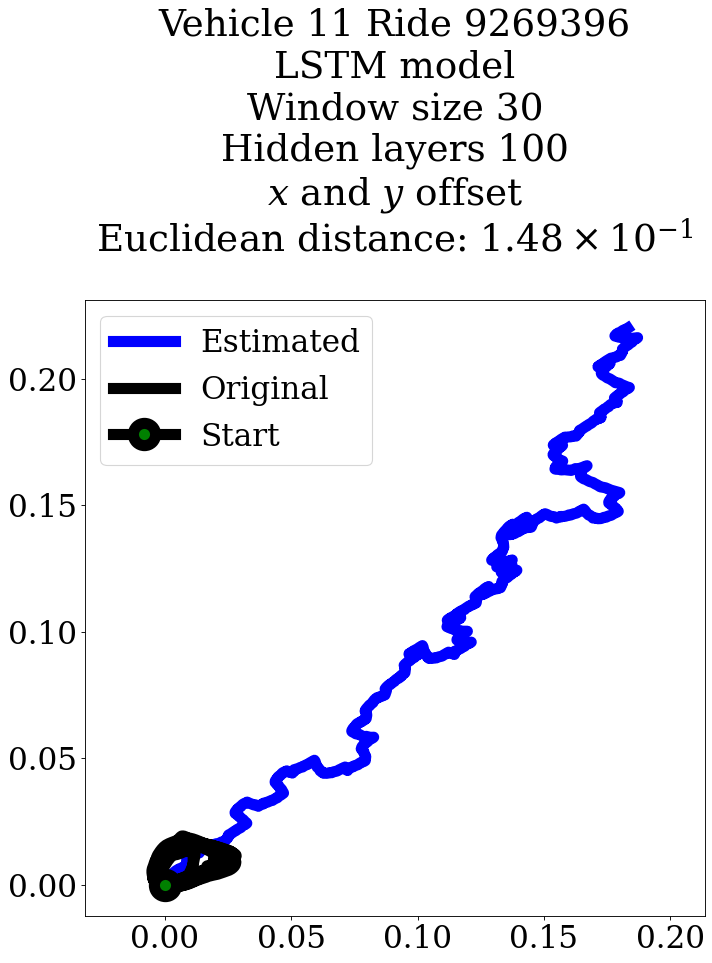 Vehicle 11 Ride 9269396
LSTM model
Window size 30
Hidden layers 100
x and y offset
Euclidean distance: 1.48 × 10⁻¹
Estimated
Original
Start
0.20
0.15
0.10
0.05
0.00
0.00 0.05 0.10 0.15 0.20